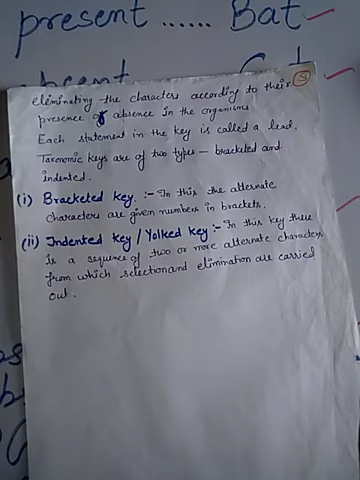 present ...... Bat
eliminating the characters according to their 5
presence of absence in the organisms.
Each statement in the key is called a lead.
Taxonomic keys are of two types – bracketed and
indented.
(i) Bracketed key. :- In this the alternate
characters are given numbers in brackets.
(ii) Indented key / Yolked key :- In this key there
is a sequence of two or more alternate characters
from which selection and elimination are carried
out.